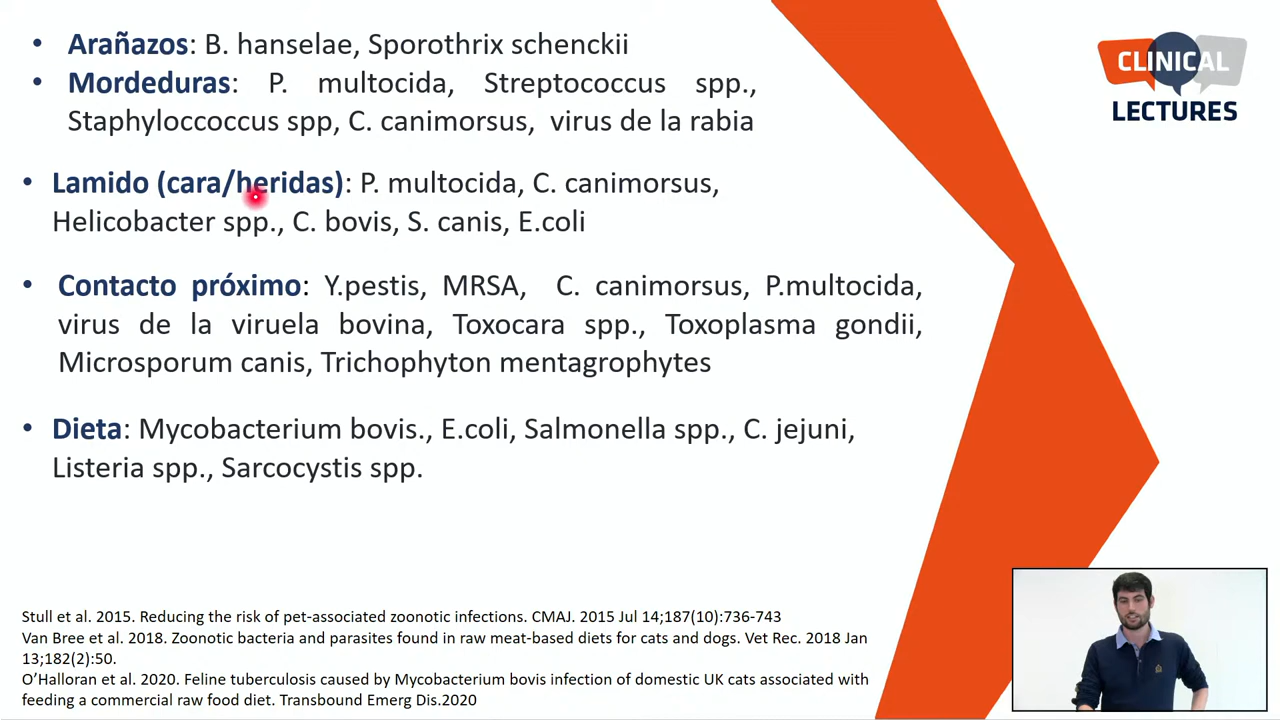 • Arañazos: B. hanselae, Sporothrix schenckii
• Mordeduras: P. multocida, Streptococcus spp.,
Staphyloccoccus spp, C. canimorsus, virus de la rabia
• Lamido (cara/heridas): P. multocida, C. canimorsus,
Helicobacter spp., C. bovis, S. canis, E.coli
• Contacto próximo: Y.pestis, MRSA, C. canimorsus, P.multocida,
virus de la viruela bovina, Toxocara spp., Toxoplasma gondii,
Microsporum canis, Trichophyton mentagrophytes
• Dieta: Mycobacterium bovis., E.coli, Salmonella spp., C. jejuni,
Listeria spp., Sarcocystis spp.
Stull et al. 2015. Reducing the risk of pet-associated zoonotic infections. CMAJ. 2015 Jul 14;187(10):736-743
Van Bree et al. 2018. Zoonotic bacteria and parasites found in raw meat-based diets for cats and dogs. Vet Rec. 2018 Jan
13;182(2):50.
O’Halloran et al. 2020. Feline tuberculosis caused by Mycobacterium bovis infection of domestic UK cats associated with
feeding a commercial raw food diet. Transbound Emerg Dis.2020
CLINICAL
LECTURES